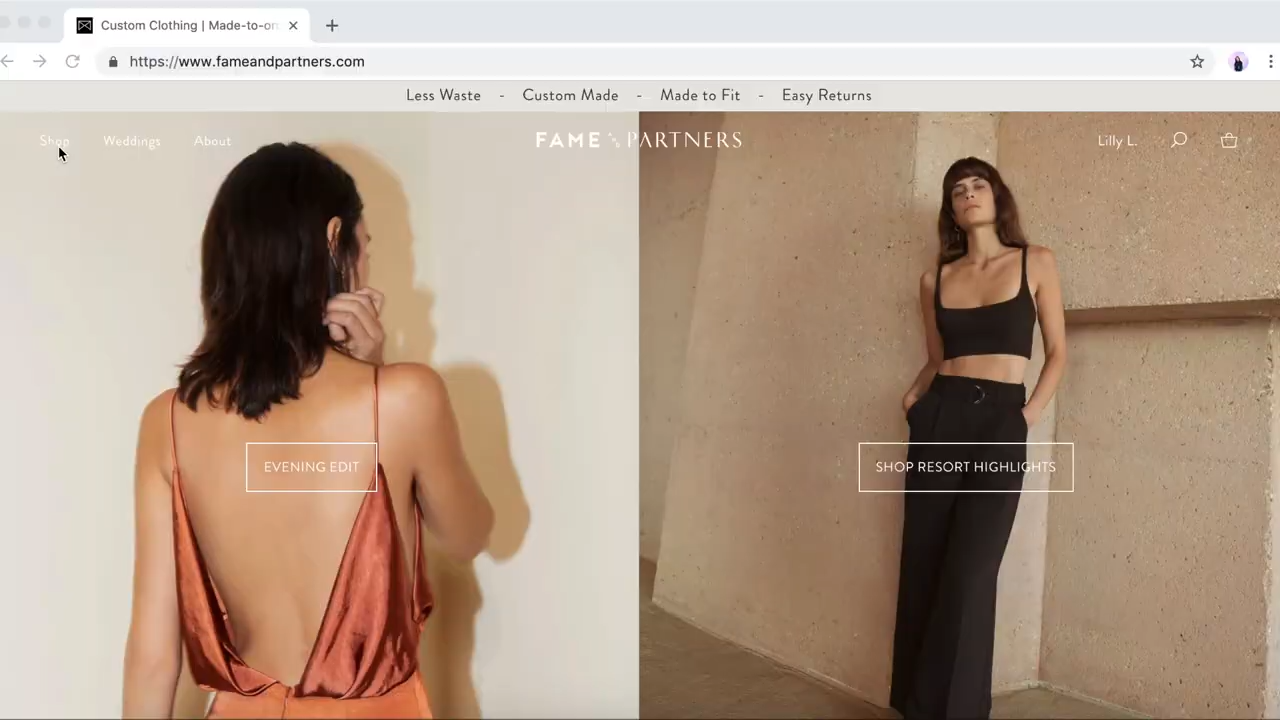 Custom Clothing | Made-to-or
https://www.fameandpartners.com
Less Waste - Custom Made - Made to Fit - Easy Returns
Shop Weddings About FAME PARTNERS Lilly L.
EVENING EDIT
SHOP RESORT HIGHLIGHTS